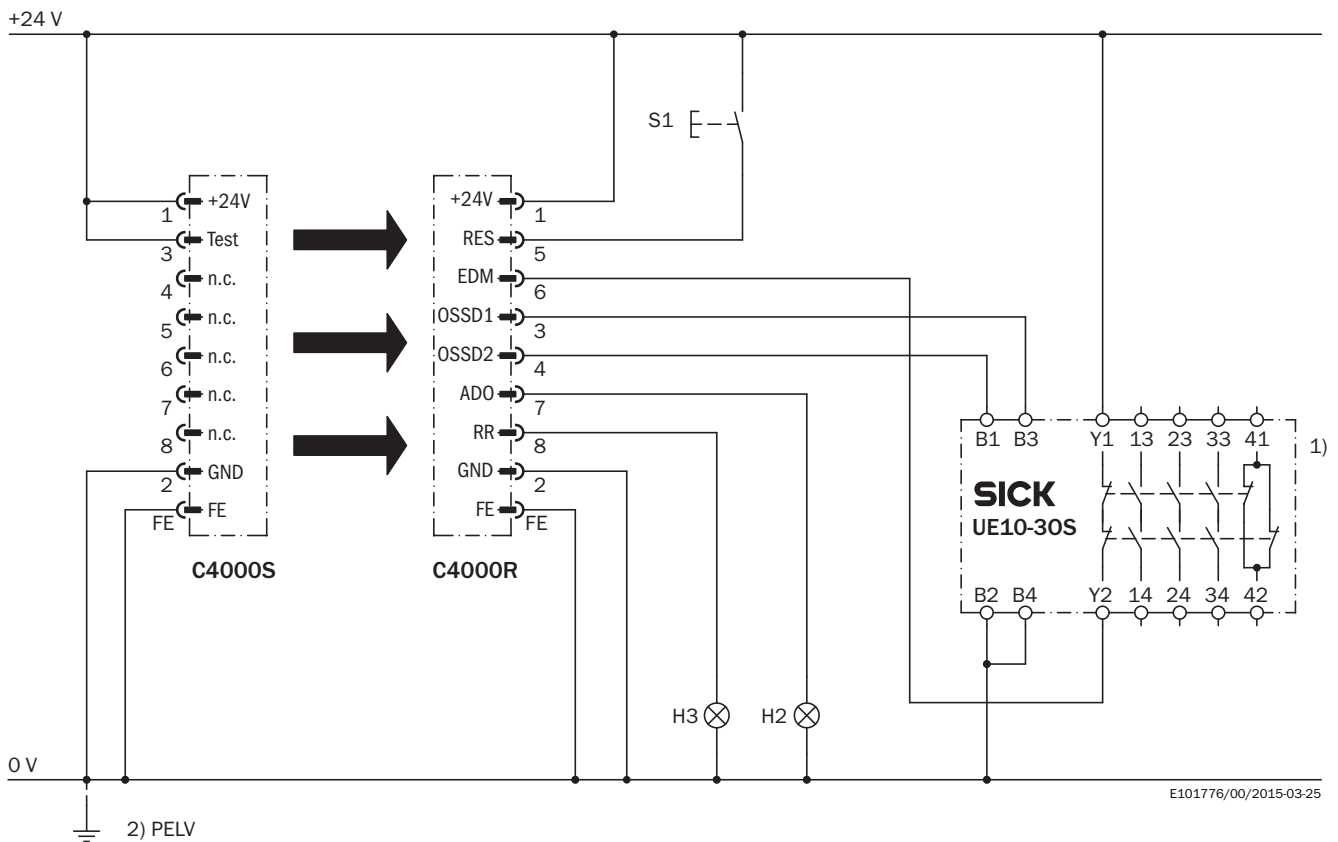 +24 V
S1
+24V
1
Test
3
n.c.
4
n.c.
5
n.c.
6
n.c.
7
n.c.
8
GND
2
FE
FE
C4000S
+24V
1
RES
5
EDM
6
OSSD1
3
OSSD2
4
ADO
7
RR
8
GND
2
FE
FE
C4000R
B1 B3 Y1 13 23 33 41
1)
SICK
UE10-30S
B2 B4 Y2 14 24 34 42
H3
H2
0 V
E101776/00/2015-03-25
2) PELV